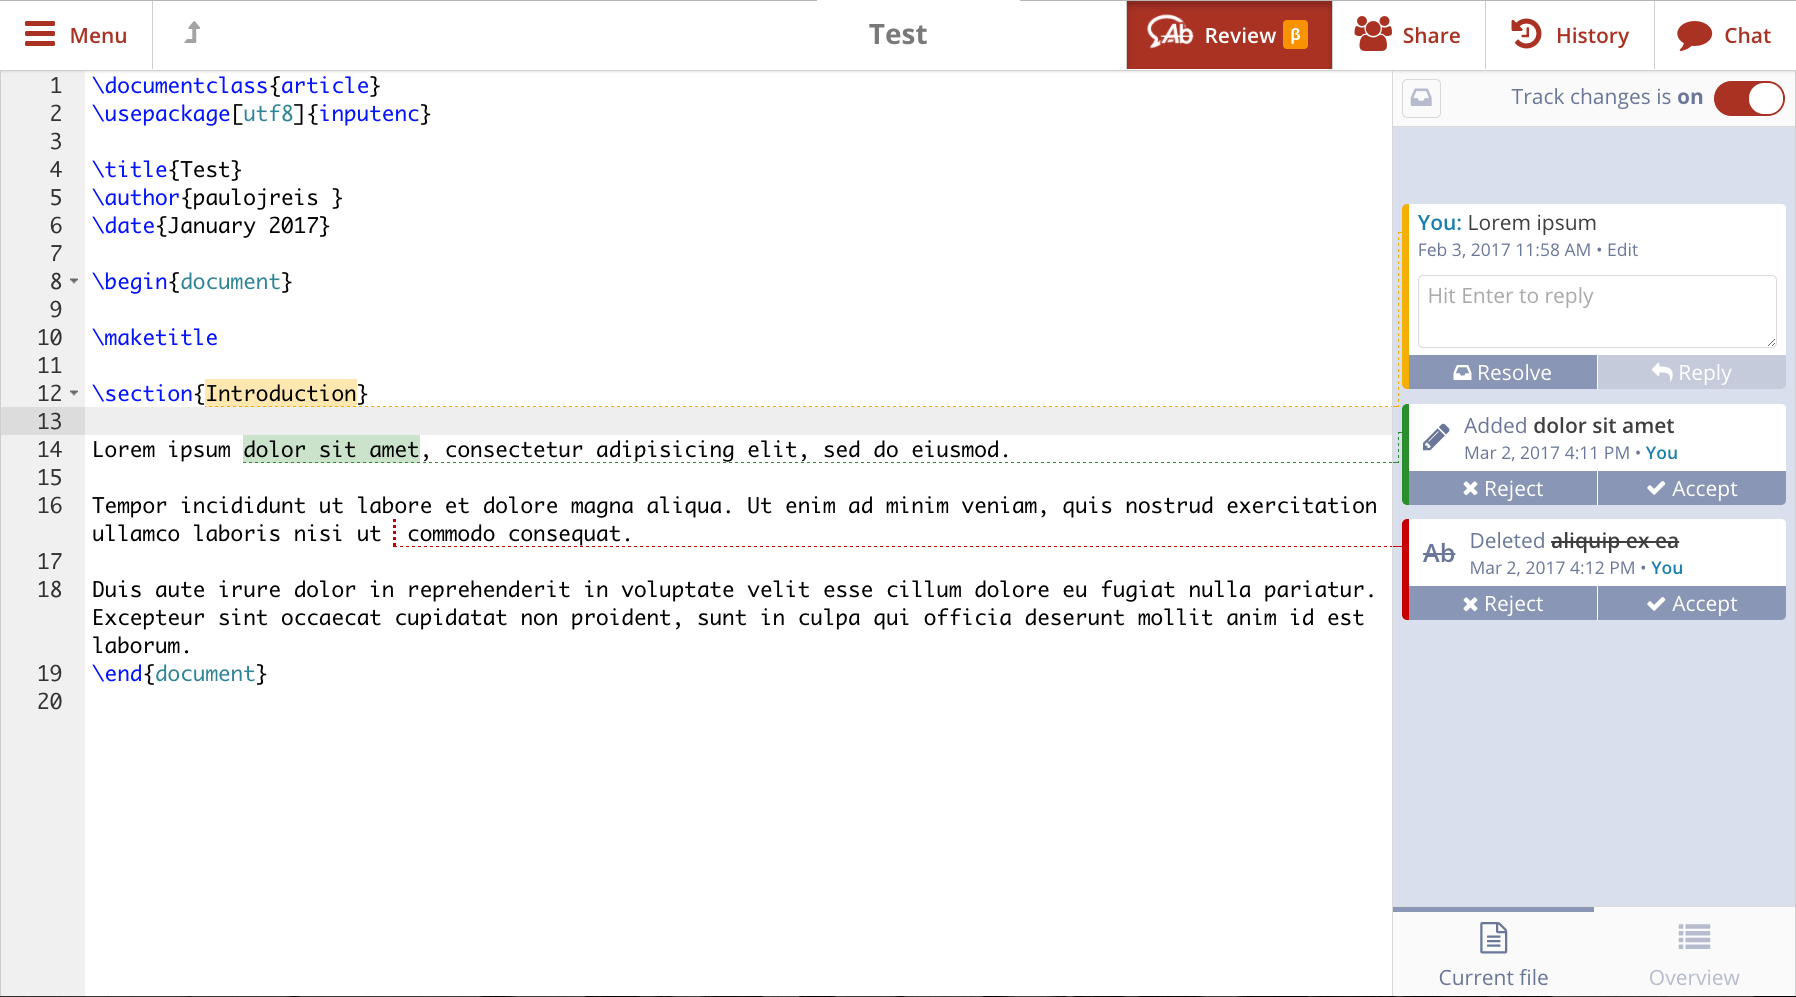 Menu
Test
Ab Review β
Share
History
Chat
1 \documentclass{article}
2 \usepackage[utf8]{inputenc}
3
4 \title{Test}
5 \author{paulojreis }
6 \date{January 2017}
7
8 \begin{document}
9
10 \maketitle
11
12 \section{Introduction}
13
14 Lorem ipsum dolor sit amet, consectetur adipisicing elit, sed do eiusmod.
15
16 Tempor incididunt ut labore et dolore magna aliqua. Ut enim ad minim veniam, quis nostrud exercitation
ullamco laboris nisi ut  commodo consequat.
17
18 Duis aute irure dolor in reprehenderit in voluptate velit esse cillum dolore eu fugiat nulla pariatur.
Excepteur sint occaecat cupidatat non proident, sunt in culpa qui officia deserunt mollit anim id est
laborum.
19 \end{document}
20
Track changes is on
You: Lorem ipsum
Feb 3, 2017 11:58 AM • Edit
Hit Enter to reply
Resolve
Reply
Added dolor sit amet
Mar 2, 2017 4:11 PM • You
Reject
Accept
Ab Deleted aliquip ex ea
Mar 2, 2017 4:12 PM • You
Reject
Accept
Current file
Overview